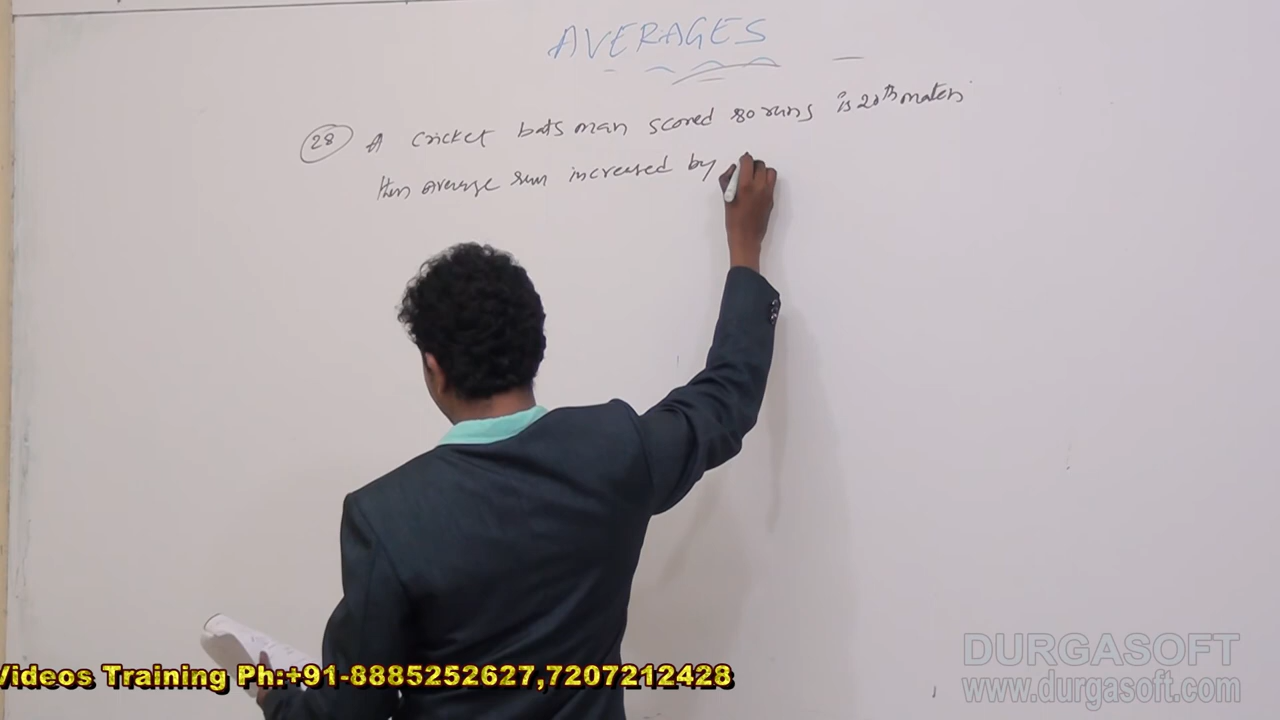 AVERAGES
28 A cricket batsman scored 80 runs is 20th match
then average run increased by
Videos Training Ph:+91-8885252627,7207212428
DURGASOFT
www.durgasoft.com